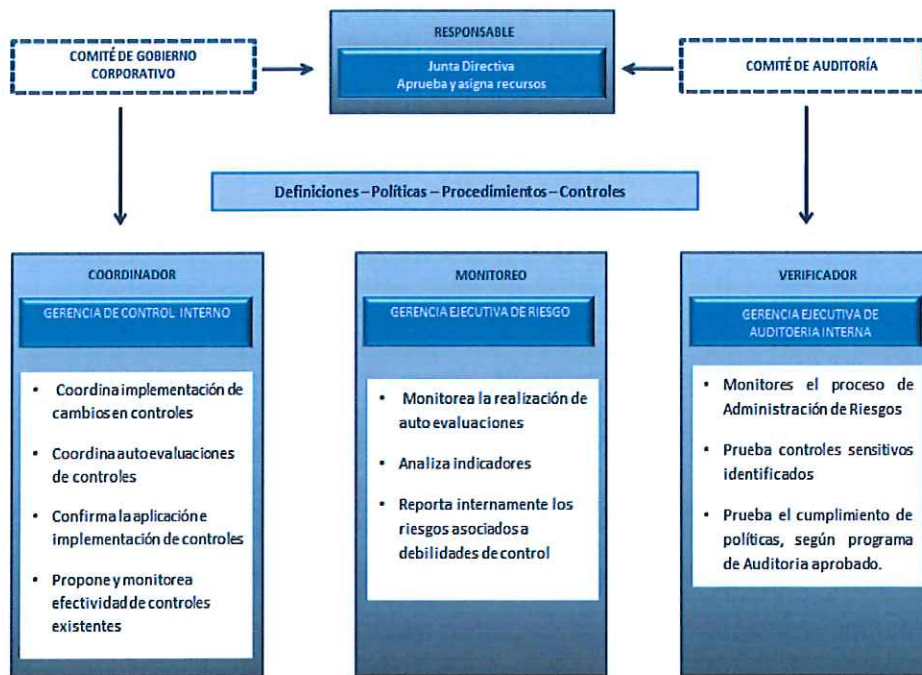 RESPONSABLE
COMITÉ DE GOBIERNO
CORPORATIVO
Junta Directiva
Aprueba y asigna recursos
COMITÉ DE AUDITORÍA
Definiciones – Políticas – Procedimientos – Controles
COORDINADOR
GERENCIA DE CONTROL INTERNO
• Coordina implementación de
cambios en controles
• Coordina auto evaluaciones
de controles
• Confirma la aplicación e
implementación de controles
• Propone y monitorea
efectividad de controles
existentes
MONITOREO
GERENCIA EJECUTIVA DE RIESGO
• Monitorea la realización de
auto evaluaciones
• Analiza indicadores
• Reporta internamente los
riesgos asociados a
debilidades de control
VERIFICADOR
GERENCIA EJECUTIVA DE
AUDITOERIA INTERNA
• Monitores el proceso de
Administración de Riesgos
• Prueba controles sensitivos
identificados
• Prueba el cumplimiento de
políticas, según programa
de Auditoria aprobado.